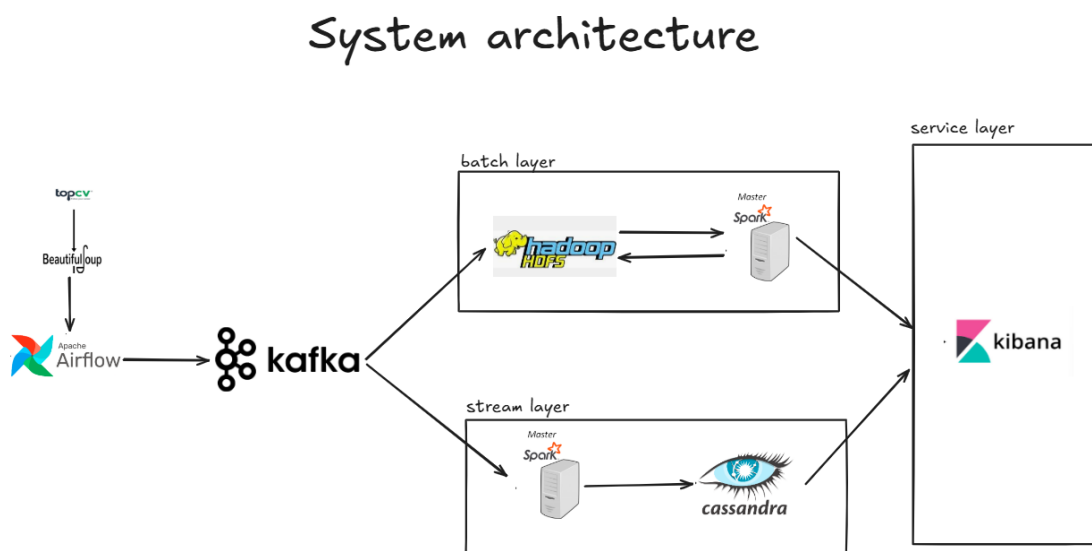 System architecture
service layer
batch layer
topcv
Master
Spark
hadoop
HDFS
BeautifulSoup
Apache
Airflow
kafka
kibana
stream layer
Master
Spark
cassandra